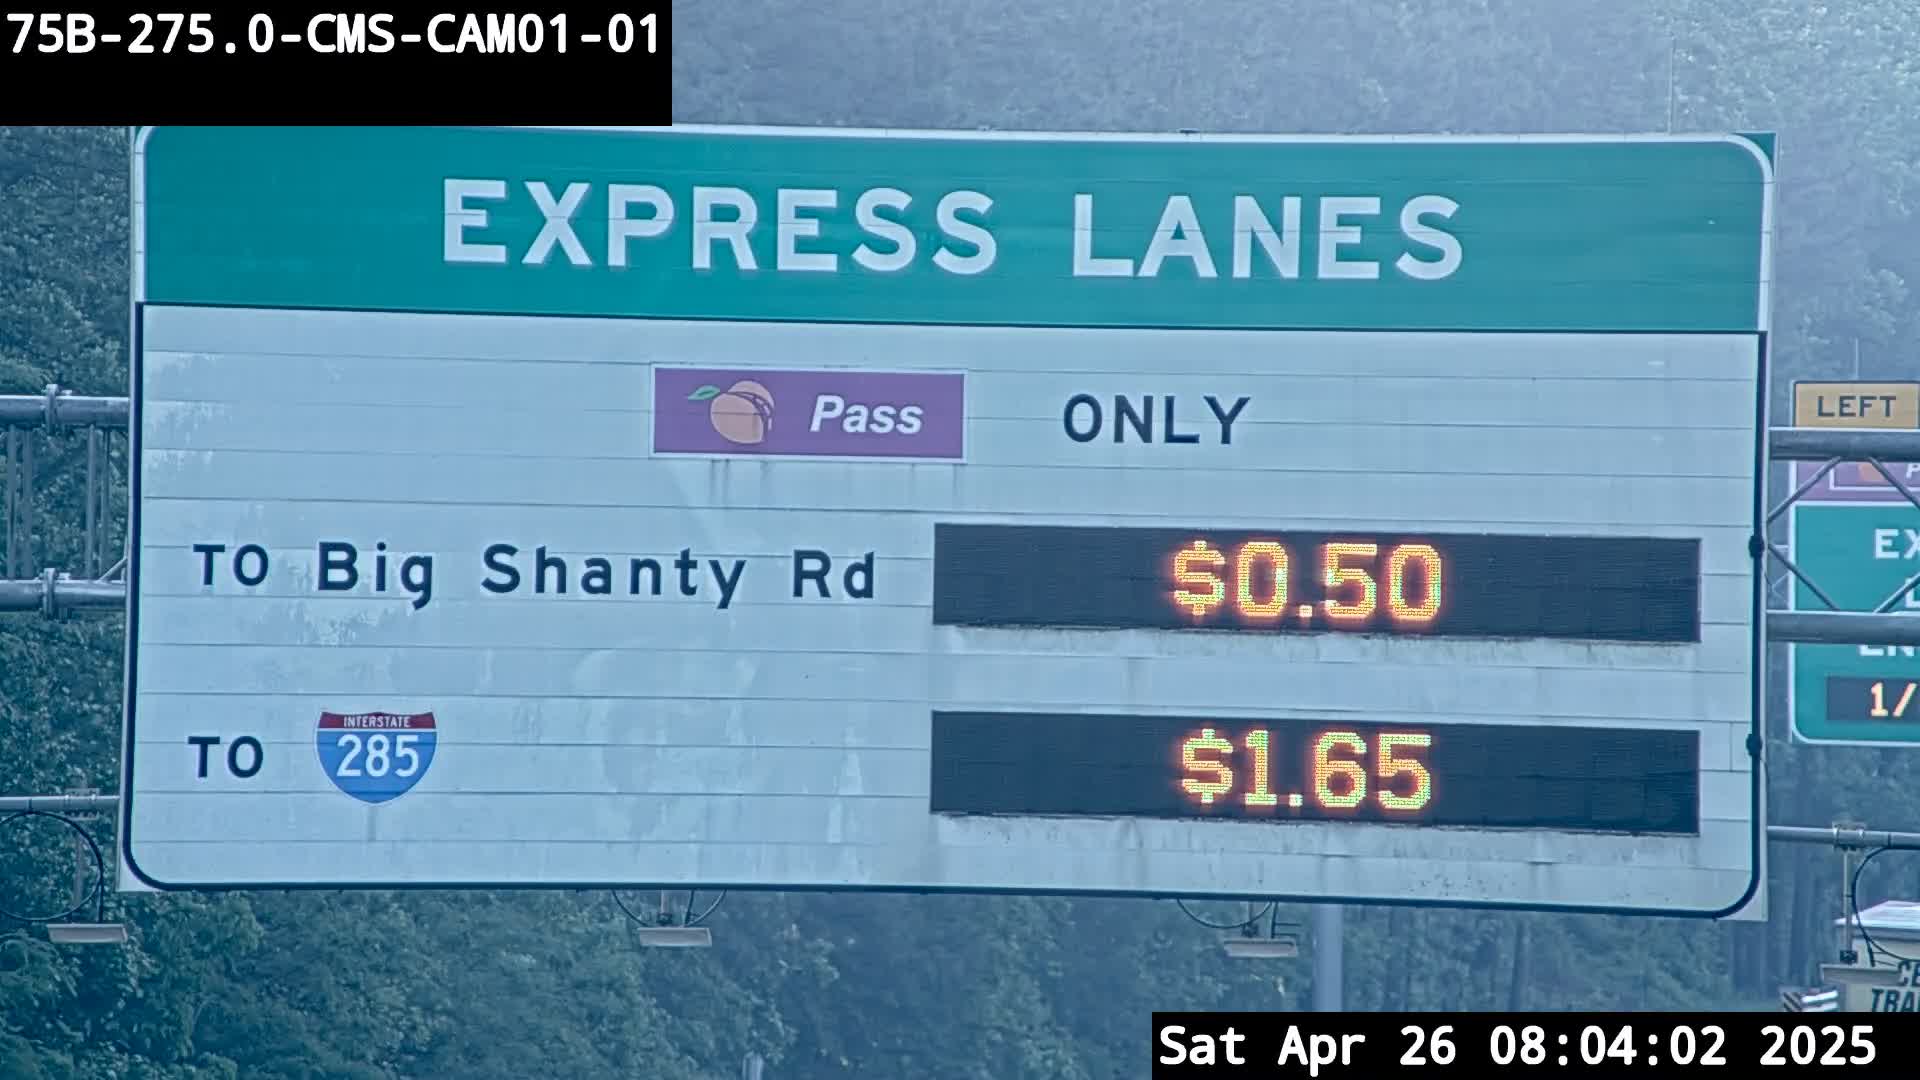 75B-275.0-CMS-CAM01-01
EXPRESS LANES
Pass ONLY
TO Big Shanty Rd $0.50
TO INTERSTATE 285 $1.65
LEFT
1/
Sat Apr 26 08:04:02 2025